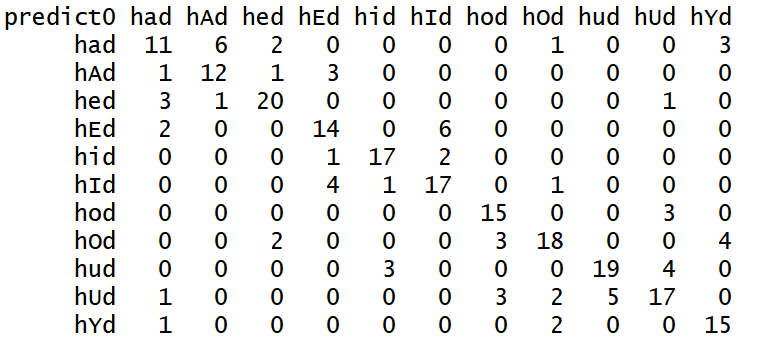 predict0 had hAd hed hEd hid hId hod hOd hud hUd hYd
had 11 6 2 0 0 0 0 1 0 0 3
hAd 1 12 1 3 0 0 0 0 0 0 0
hed 3 1 20 0 0 0 0 0 0 1 0
hEd 2 0 0 14 0 6 0 0 0 0 0
hid 0 0 0 1 17 2 0 0 0 0 0
hId 0 0 0 4 1 17 0 1 0 0 0
hod 0 0 0 0 0 0 15 0 0 3 0
hOd 0 0 2 0 0 0 3 18 0 0 4
hud 0 0 0 0 3 0 0 0 19 4 0
hUd 1 0 0 0 0 0 3 2 5 17 0
hYd 1 0 0 0 0 0 0 2 0 0 15